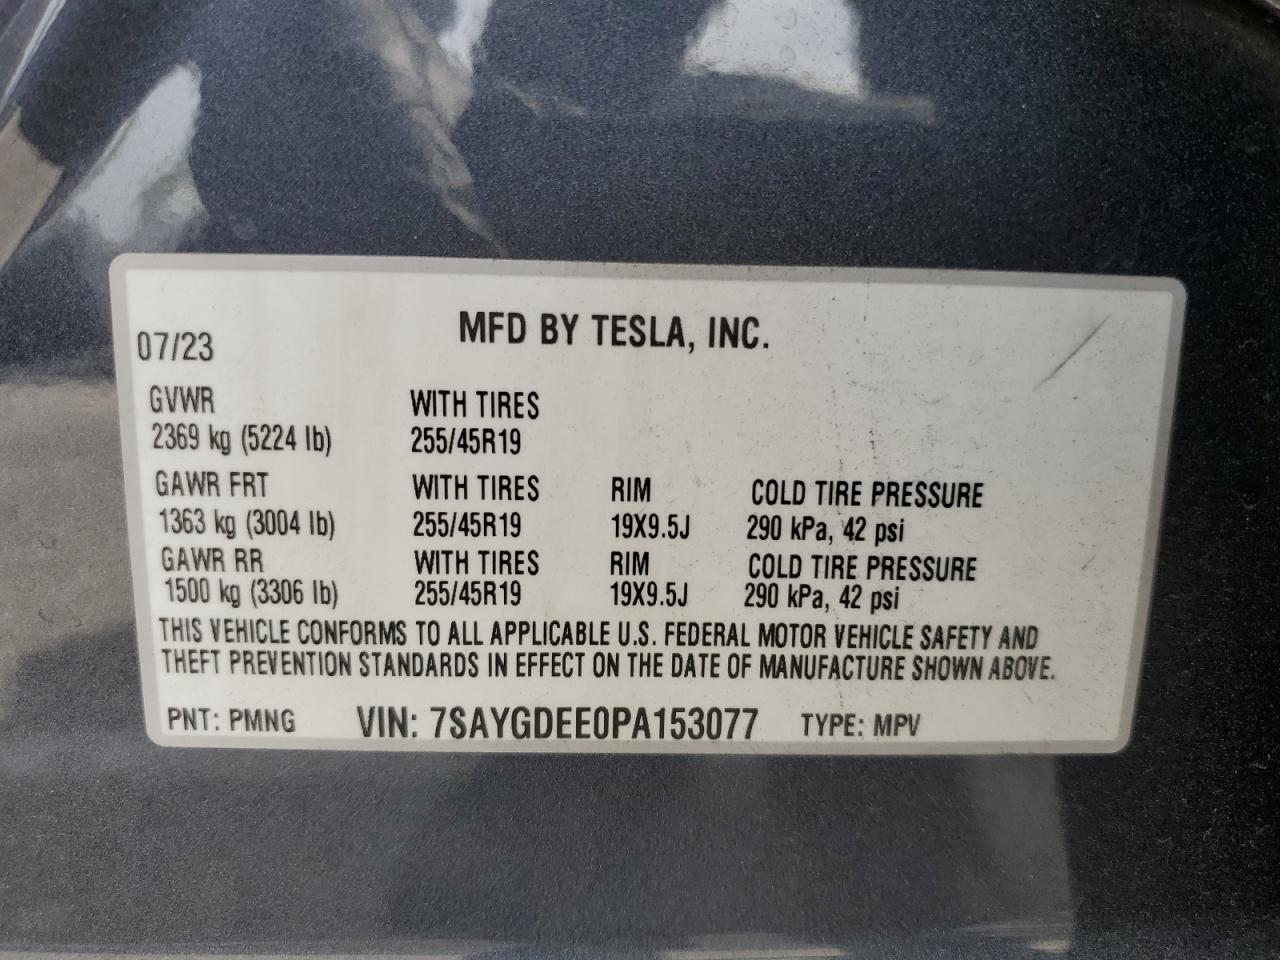 MFD BY TESLA, INC.
07/23
GVWR WITH TIRES
2369 kg (5224 lb) 255/45R19
GAWR FRT WITH TIRES RIM COLD TIRE PRESSURE
1363 kg (3004 lb) 255/45R19 19X9.5J 290 kPa, 42 psi
GAWR RR WITH TIRES RIM COLD TIRE PRESSURE
1500 kg (3306 lb) 255/45R19 19X9.5J 290 kPa, 42 psi
THIS VEHICLE CONFORMS TO ALL APPLICABLE U.S. FEDERAL MOTOR VEHICLE SAFETY AND
THEFT PREVENTION STANDARDS IN EFFECT ON THE DATE OF MANUFACTURE SHOWN ABOVE.
PNT: PMNG VIN: 7SAYGDEE0PA153077 TYPE: MPV